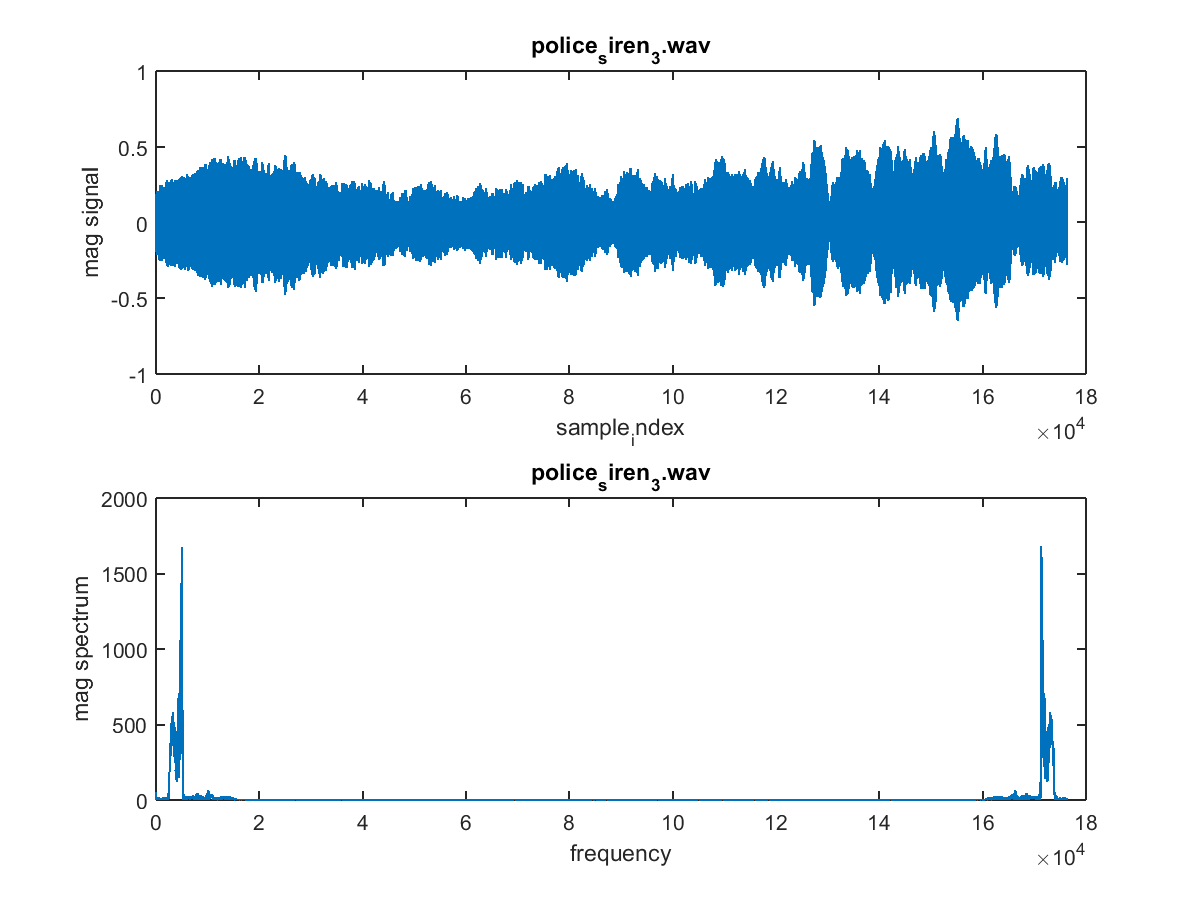 police_siren_3.wav
1
0.5
0
-0.5
-1
mag signal
0 2 4 6 8 10 12 14 16 18
sample_index
×10^4
police_siren_3.wav
2000
1500
1000
500
0
mag spectrum
0 2 4 6 8 10 12 14 16 18
frequency
×10^4